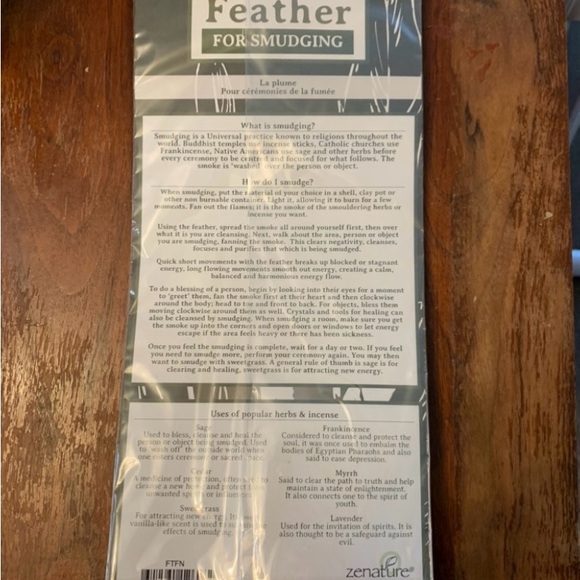 Feather
FOR SMUDGING
La plume
Pour cérémonies de la fumée
What is smudging?
Smudging is a Universal practice known to religions throughout the
world. Buddhist temples use incense sticks, Catholic churches use
Frankincense, Native Americans use sage and other herbs before
every ceremony to be centred and focused for what follows. The
smoke is 'washed' over the person or object.
How do I smudge?
When smudging, put the material of your choice in a shell, clay pot or
other non burnable container. Light it, allowing it to burn for a few
moments. Fan out the flames; it is the smoke of the smouldering herbs or
incense you want.
Using the feather, spread the smoke all around yourself first, then over
what it is you are cleansing. Next, walk about the area, person or object
you are smudging, fanning the smoke. This clears negativity, cleanses,
focuses and purifies that which is being smudged.
Quick short movements with the feather breaks up blocked or stagnant
energy, long flowing movements smooth out energy, creating a calm,
balanced and harmonious energy flow.
To do a blessing of a person, begin by looking into their eyes for a moment
to 'greet' them, fan the smoke first at their heart and then clockwise
around the body; head to toe and front to back. For objects, bless them
moving clockwise around them as well. Crystals and tools for healing can
also be cleansed by smudging. When smudging a room, make sure you get
the smoke up into the corners and open doors or windows to let energy
escape if the area feels heavy or there has been sickness.
Once you feel the smudging is complete, wait for a day or two. If you feel
you need to smudge more, perform your ceremony again. You may then
want to smudge with sweetgrass. A general rule of thumb is sage is for
clearing and healing, sweetgrass is for attracting new energy.
Uses of popular herbs & incense
Sage
Used to bless, cleanse and heal the
person or object being smudged. Used
to 'wash off' the outside world when
one enters ceremony or sacred space.
Cedar
A medicine of protection, often used to
cleanse a new home and protect
unwanted spirit or influence
Sweetgrass
For attracting new energy. Its
vanilla-like scent is used to
effects of smudging.
Frankincence
Considered to cleanse and protect the
soul, it was once used to embalm the
bodies of Egyptian Pharaohs and also
said to ease depression.
Myrrh
Said to clear the path to truth and help
maintain a state of enlightenment.
It also connects one to the spirit of
youth.
Lavender
Used for the invitation of spirits. It is
also thought to be a safeguard against
evil.
FTFN
zenature®